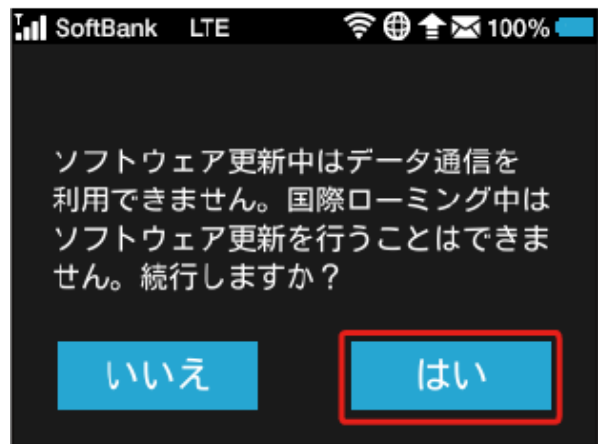 SoftBank LTE 100%
ソフトウェア更新中はデータ通信を
利用できません。国際ローミング中は
ソフトウェア更新を行うことはできま
せん。続行しますか？
いいえ はい